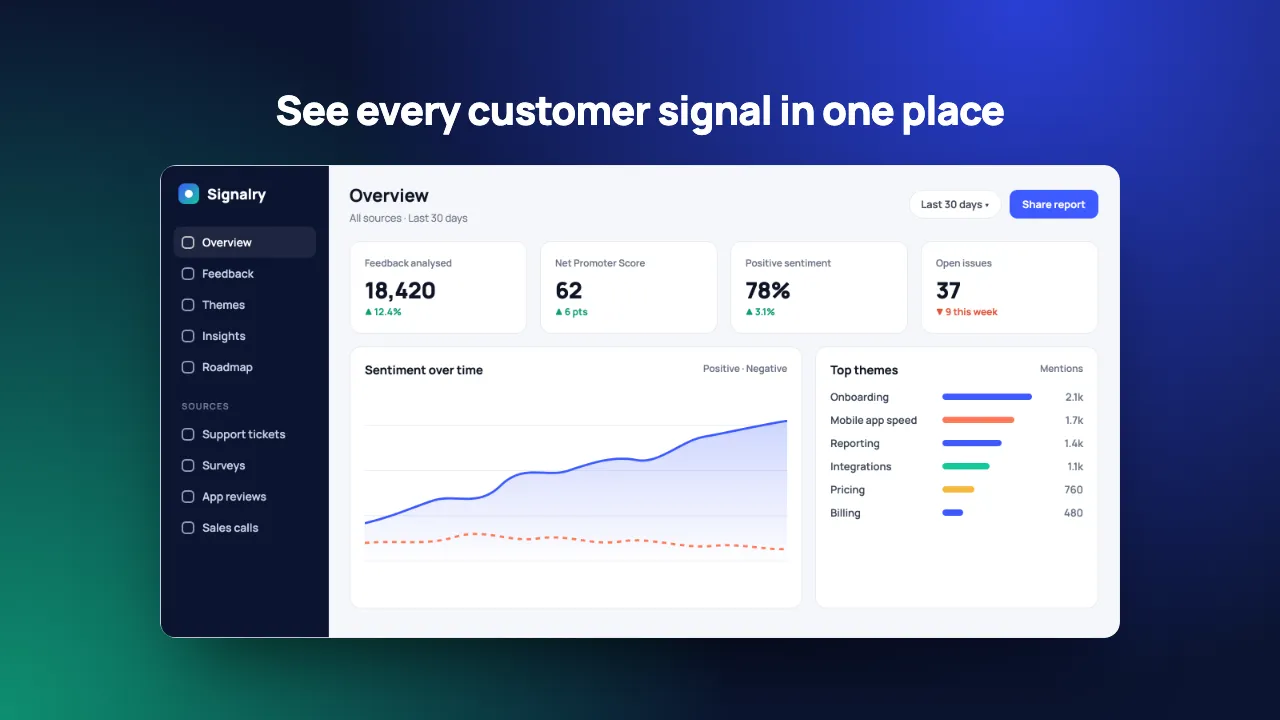 See every customer signal in one place
Signalry
Overview
Feedback
Themes
Insights
Roadmap
SOURCES
Support tickets
Surveys
App reviews
Sales calls
Overview
All sources · Last 30 days
Last 30 days ▾
Share report
Feedback analysed
18,420
▲ 12.4%
Net Promoter Score
62
▲ 6 pts
Positive sentiment
78%
▲ 3.1%
Open issues
37
▼ 9 this week
Sentiment over time
Positive · Negative
Top themes
Mentions
Onboarding 2.1k
Mobile app speed 1.7k
Reporting 1.4k
Integrations 1.1k
Pricing 760
Billing 480